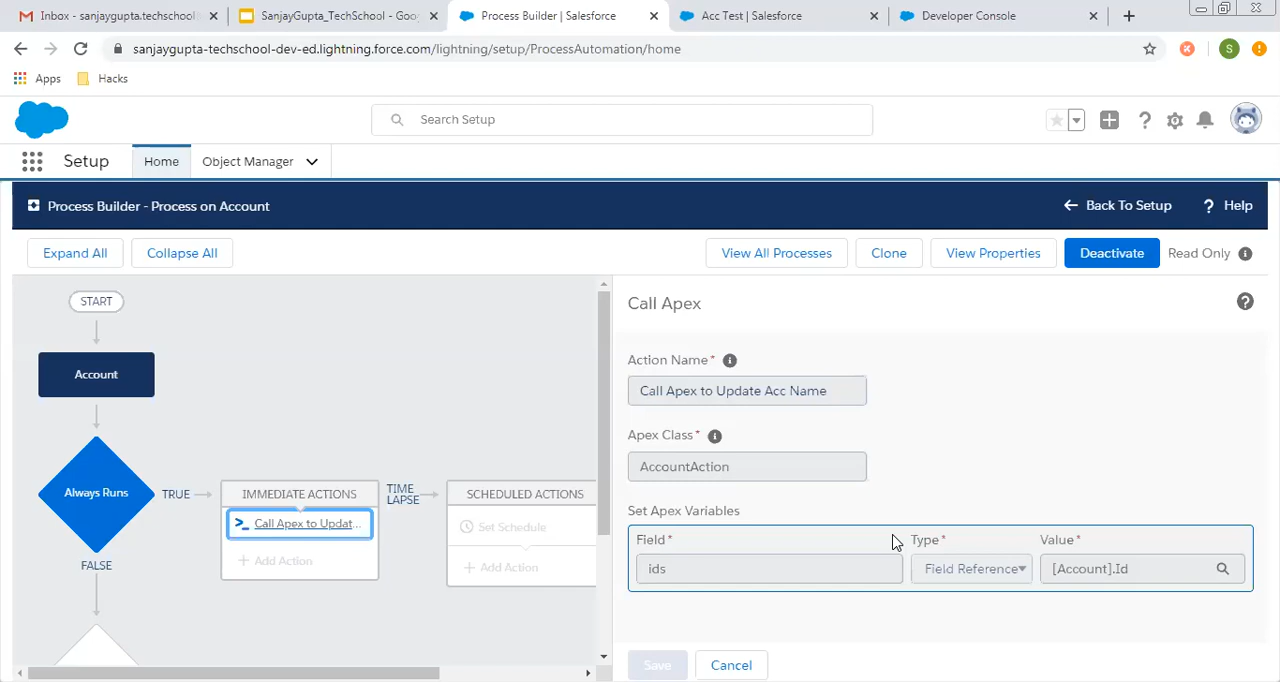 Inbox - sanjaygupta.techschool
SanjayGupta_TechSchool - Goo
Process Builder | Salesforce
Acc Test | Salesforce
Developer Console
sanjaygupta-techschool-dev-ed.lightning.force.com/lightning/setup/ProcessAutomation/home
S
Apps
Hacks
Search Setup
Setup
Home
Object Manager
Process Builder - Process on Account
Back To Setup
? Help
Expand All
Collapse All
View All Processes
Clone
View Properties
Deactivate
Read Only
START
Account
Always Runs
TRUE
FALSE
IMMEDIATE ACTIONS
Call Apex to Updat...
+ Add Action
TIME
LAPSE
SCHEDULED ACTIONS
Set Schedule
+ Add Action
Call Apex
Action Name*
Call Apex to Update Acc Name
Apex Class*
AccountAction
Set Apex Variables
Field*
Type*
Value*
ids
Field Reference
[Account].Id
Save
Cancel